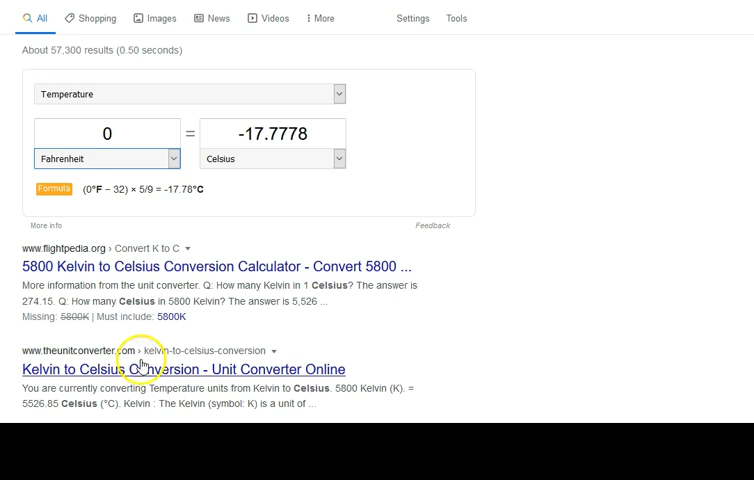 All Shopping Images News Videos More Settings Tools
About 57,300 results (0.50 seconds)
Temperature
0 = -17.7778
Fahrenheit Celsius
Formula (0°F − 32) × 5/9 = -17.78°C
More info Feedback
www.flightpedia.org › Convert K to C
5800 Kelvin to Celsius Conversion Calculator - Convert 5800 ...
More information from the unit converter. Q: How many Kelvin in 1 Celsius? The answer is
274.15. Q: How many Celsius in 5800 Kelvin? The answer is 5,526 ...
Missing: 5800K | Must include: 5800K
www.theunitconverter.com › kelvin-to-celsius-conversion
Kelvin to Celsius Conversion - Unit Converter Online
You are currently converting Temperature units from Kelvin to Celsius. 5800 Kelvin (K). =
5526.85 Celsius (°C). Kelvin : The Kelvin (symbol: K) is a unit of ...